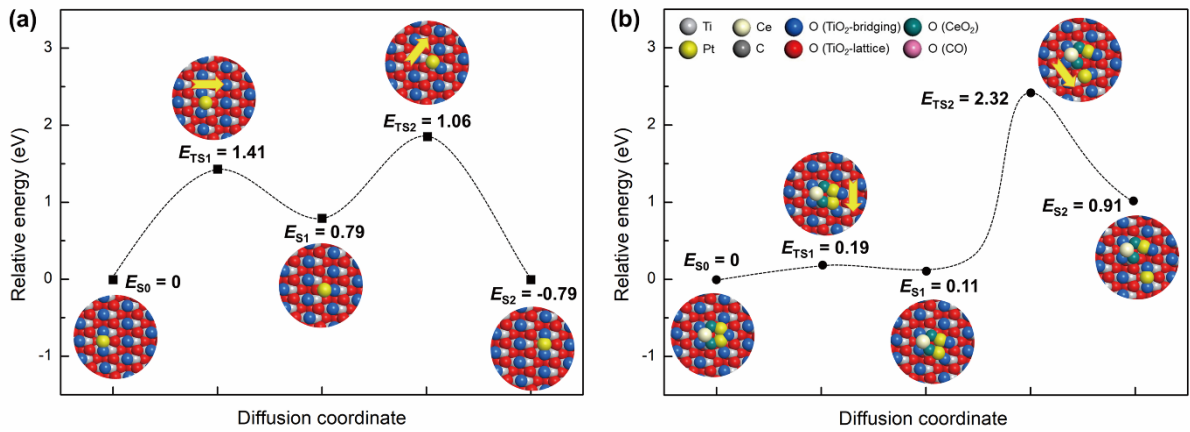 (a)
3
2
1
0
-1
Relative energy (eV)
Diffusion coordinate
E_S0 = 0
E_TS1 = 1.41
E_S1 = 0.79
E_TS2 = 1.06
E_S2 = -0.79
(b)
Ti Ce O (TiO₂-bridging) O (CeO₂)
Pt C O (TiO₂-lattice) O (CO)
3
2
1
0
-1
Relative energy (eV)
Diffusion coordinate
E_S0 = 0
E_TS1 = 0.19
E_S1 = 0.11
E_TS2 = 2.32
E_S2 = 0.91